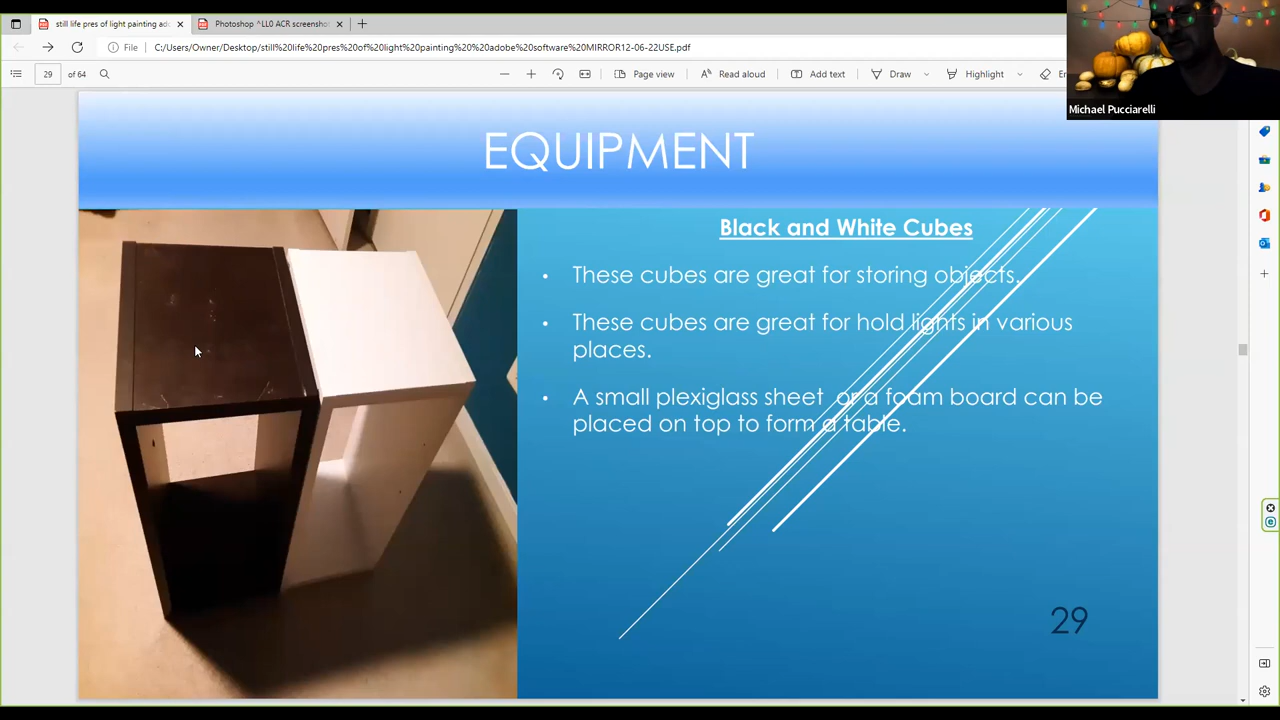 still life pres of light painting ado
Photoshop ^LL0 ACR screenshot
File
C:/Users/Owner/Desktop/still%20life%20pres%20of%20light%20painting%20%20adobe%20software%20MIRROR12-06-22USE.pdf
29 of 64
Page view
Read aloud
Add text
Draw
Highlight
Er
Michael Pucciarelli
EQUIPMENT
Black and White Cubes
• These cubes are great for storing objects.
• These cubes are great for hold lights in various
places.
• A small plexiglass sheet or a foam board can be
placed on top to form a table.
29